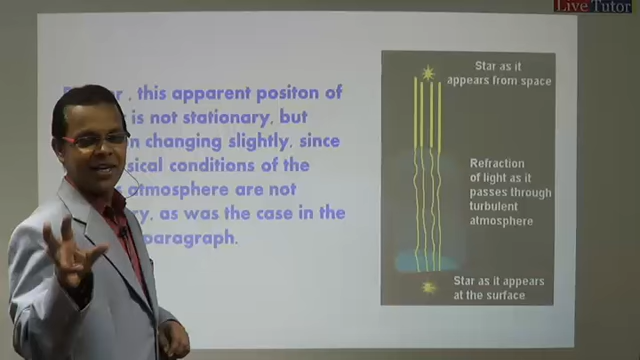 Live Tutor
, this apparent positon of
is not stationary, but
changing slightly, since
conditions of the
atmosphere are not
, as was the case in the
paragraph.
Star as it
appears from space
Refraction
of light as it
passes through
turbulent
atmosphere
Star as it appears
at the surface